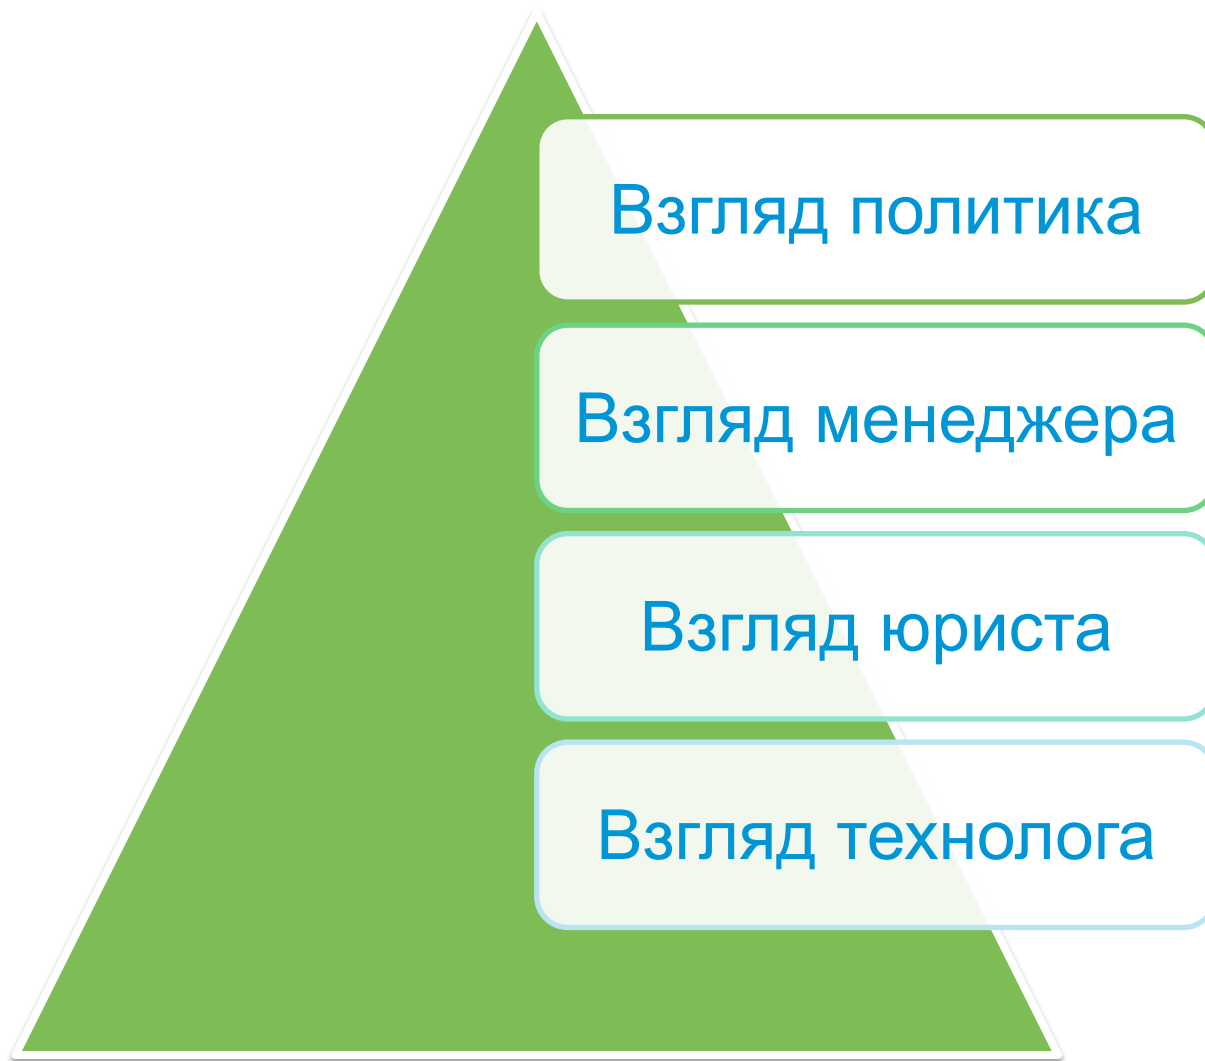 Взгляд политика
Взгляд менеджера
Взгляд юриста
Взгляд технолога